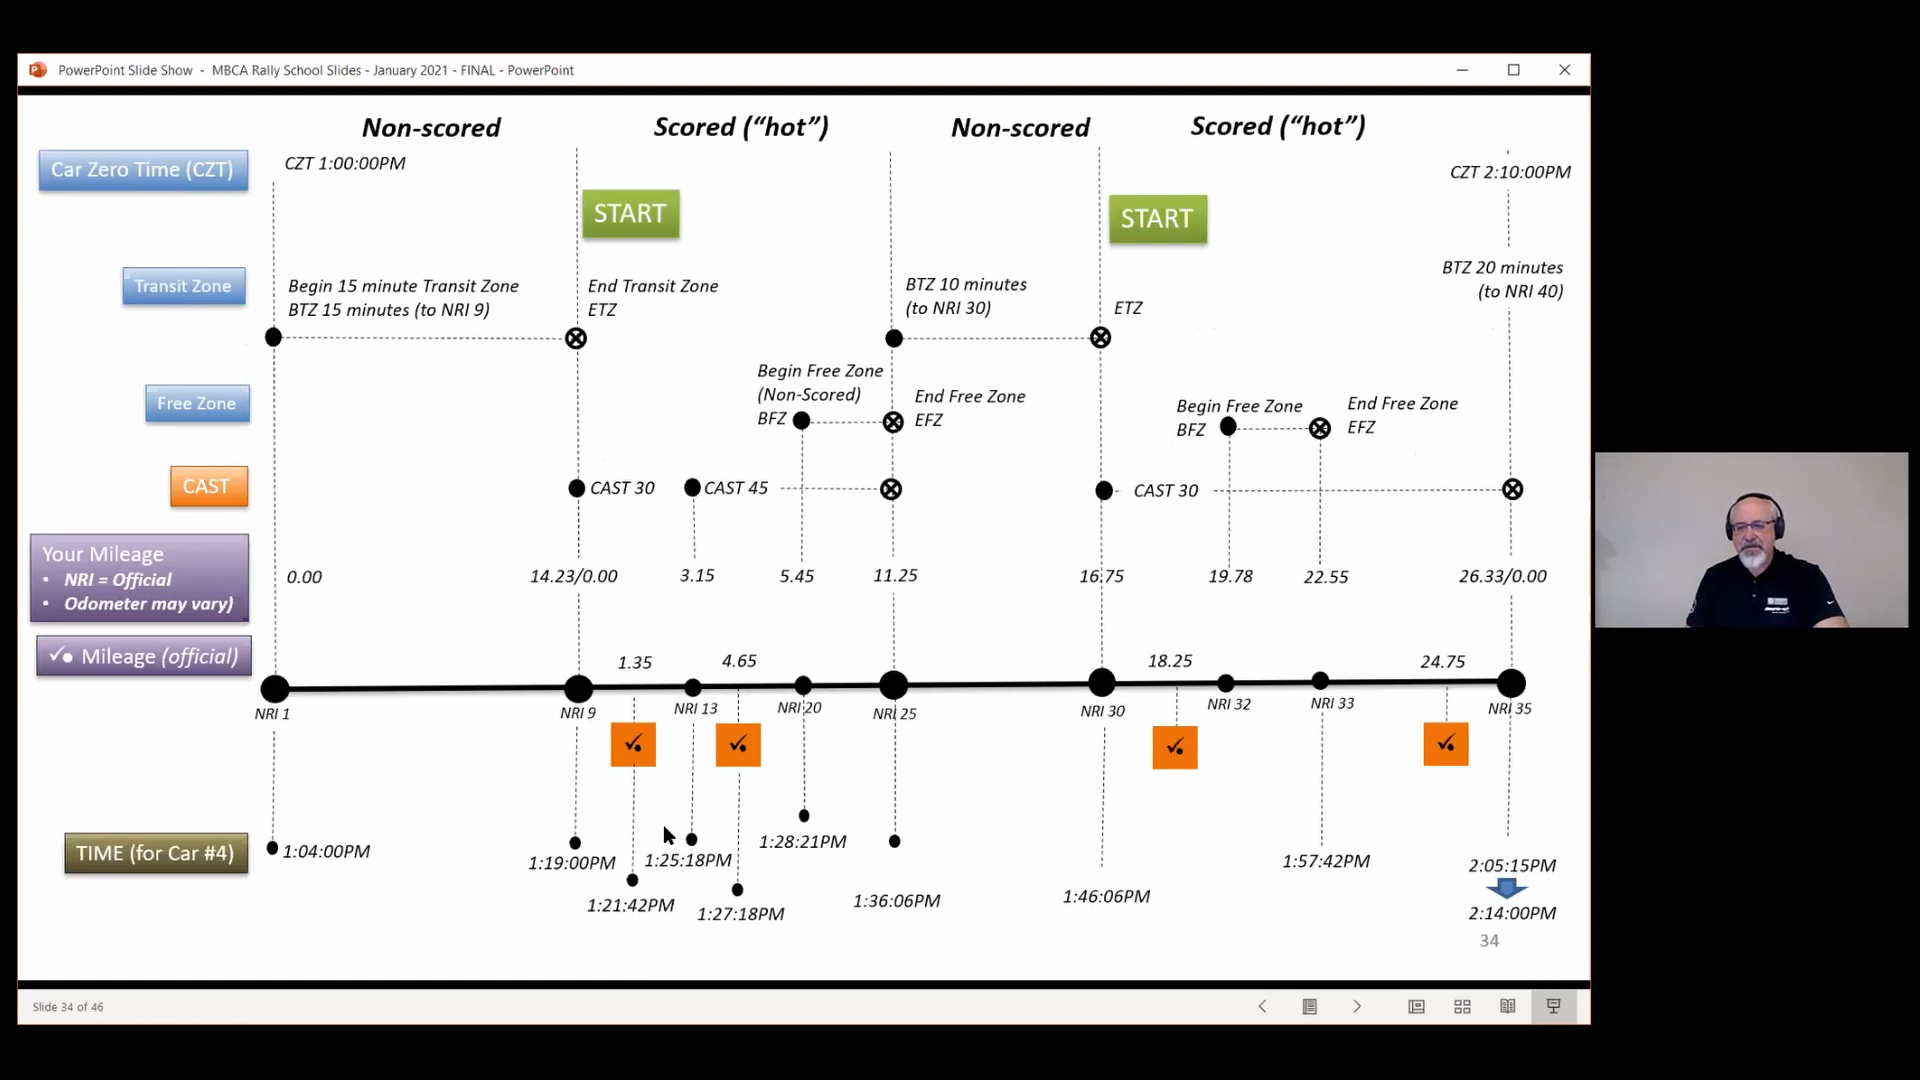 PowerPoint Slide Show - MBCA Rally School Slides - January 2021 - FINAL - PowerPoint
Non-scored
Scored (“hot”)
Non-scored
Scored (“hot”)
Car Zero Time (CZT)
CZT 1:00:00PM
CZT 2:10:00PM
START
START
Transit Zone
Begin 15 minute Transit Zone
BTZ 15 minutes (to NRI 9)
End Transit Zone
ETZ
BTZ 10 minutes
(to NRI 30)
ETZ
BTZ 20 minutes
(to NRI 40)
Free Zone
Begin Free Zone
(Non-Scored)
BFZ
End Free Zone
EFZ
Begin Free Zone
BFZ
End Free Zone
EFZ
CAST
CAST 30
CAST 45
CAST 30
Your Mileage
• NRI = Official
• Odometer may vary)
0.00
14.23/0.00
3.15
5.45
11.25
16.75
19.78
22.55
26.33/0.00
Mileage (official)
1.35
4.65
18.25
24.75
NRI 1
NRI 9
NRI 13
NRI 20
NRI 25
NRI 30
NRI 32
NRI 33
NRI 35
TIME (for Car #4)
1:04:00PM
1:19:00PM
1:21:42PM
1:25:18PM
1:27:18PM
1:28:21PM
1:36:06PM
1:46:06PM
1:57:42PM
2:05:15PM
2:14:00PM
34
Slide 34 of 46